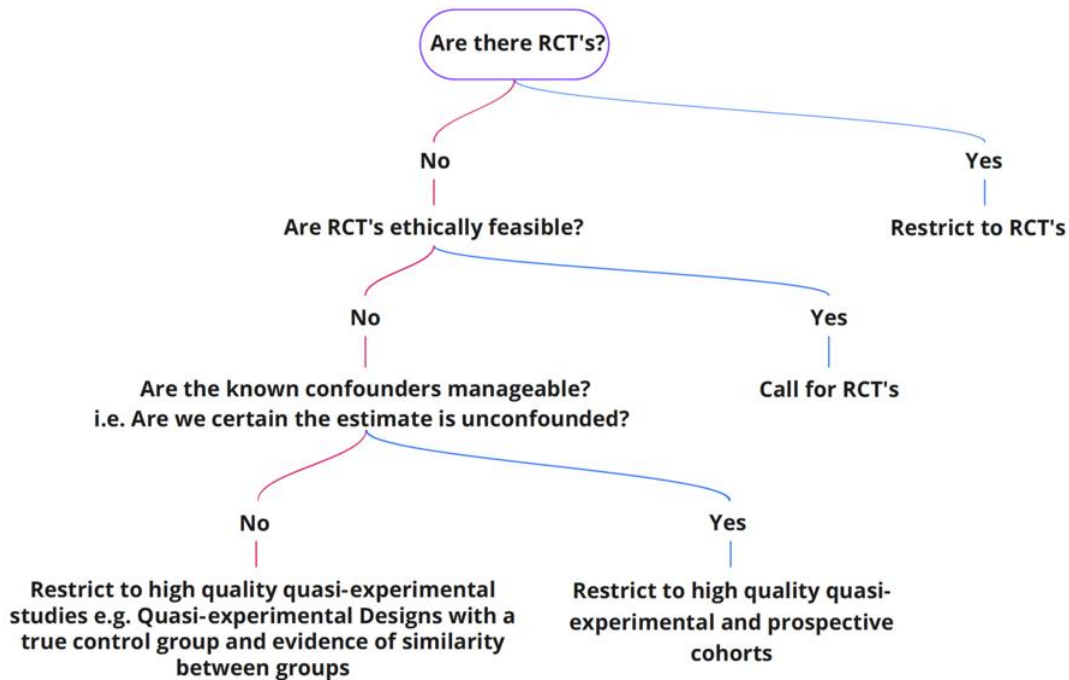 Are there RCT's?
No
Yes
Are RCT's ethically feasible?
Restrict to RCT's
No
Yes
Are the known confounders manageable?
i.e. Are we certain the estimate is unconfounded?
Call for RCT's
No
Yes
Restrict to high quality quasi-experimental
studies e.g. Quasi-experimental Designs with a
true control group and evidence of similarity
between groups
Restrict to high quality quasi-
experimental and prospective
cohorts